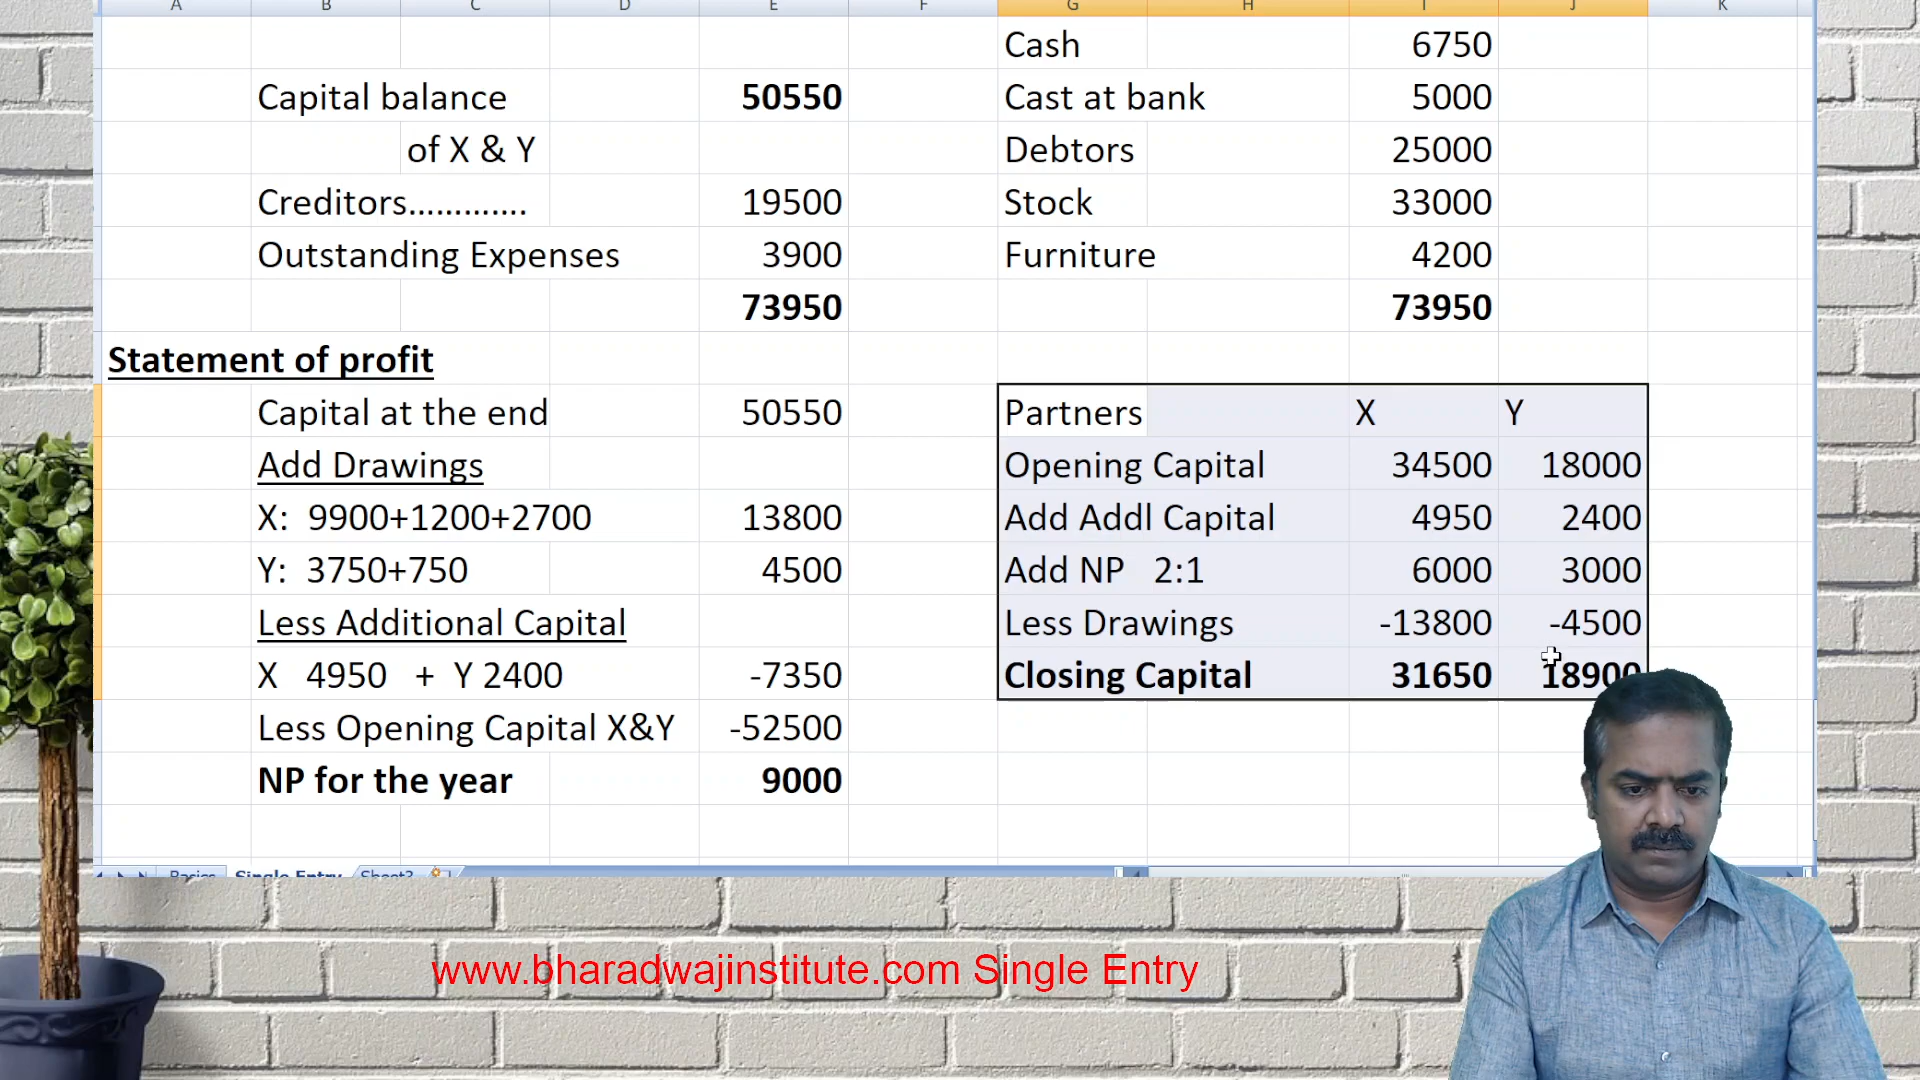 A B C D E F G H I J K
Cash 6750
Capital balance 50550 Cast at bank 5000
of X & Y Debtors 25000
Creditors............. 19500 Stock 33000
Outstanding Expenses 3900 Furniture 4200
73950 73950
Statement of profit
Capital at the end 50550 Partners X Y
Add Drawings Opening Capital 34500 18000
X: 9900+1200+2700 13800 Add Addl Capital 4950 2400
Y: 3750+750 4500 Add NP 2:1 6000 3000
Less Additional Capital Less Drawings -13800 -4500
X 4950 + Y 2400 -7350 Closing Capital 31650 18900
Less Opening Capital X&Y -52500
NP for the year 9000
Basics Single Entry Sheet3
www.bharadwajinstitute.com Single Entry